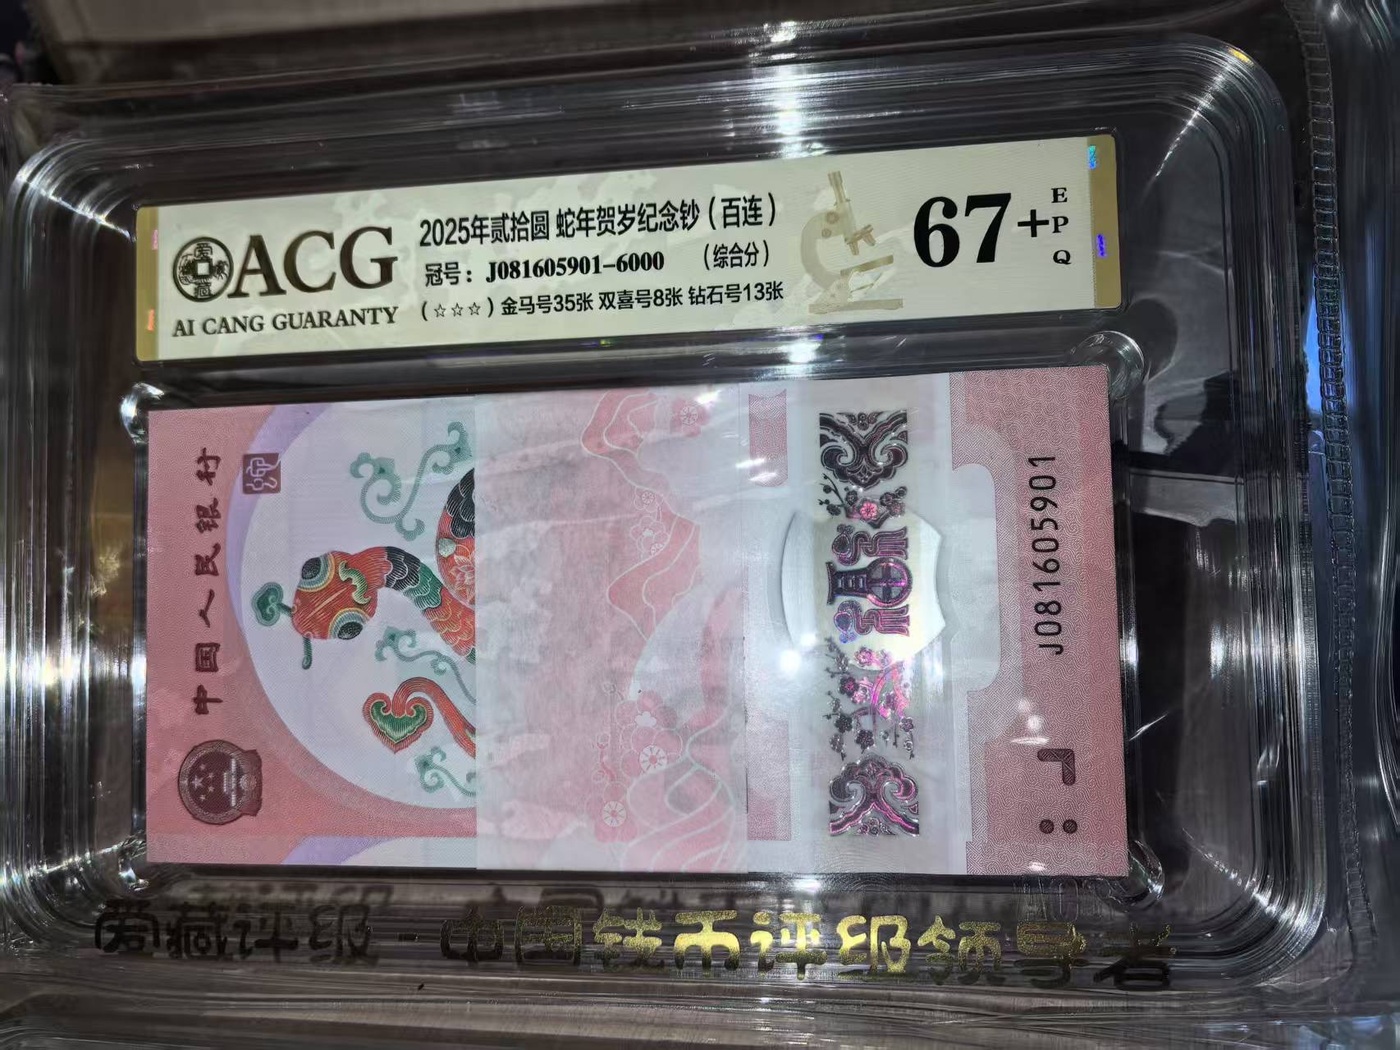 ACG
AI CANG GUARANTY
2025年贰拾圆 蛇年贺岁纪念钞（百连）
冠号：J081605901-6000 （综合分）
（☆☆☆）金马号35张 双喜号8张 钻石号13张
67+
E
P
Q
中国人民银行
福
J081605901
爱藏评级-中国钱币评级领导者